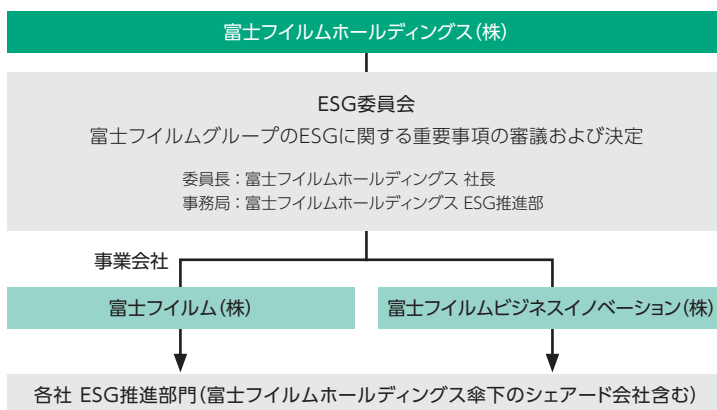 富士フイルムホールディングス(株)
ESG委員会
富士フイルムグループのESGに関する重要事項の審議および決定
委員長：富士フイルムホールディングス 社長
事務局：富士フイルムホールディングス ESG推進部
事業会社
富士フイルム(株)
富士フイルムビジネスイノベーション(株)
各社 ESG推進部門(富士フイルムホールディングス傘下のシェアード会社含む)